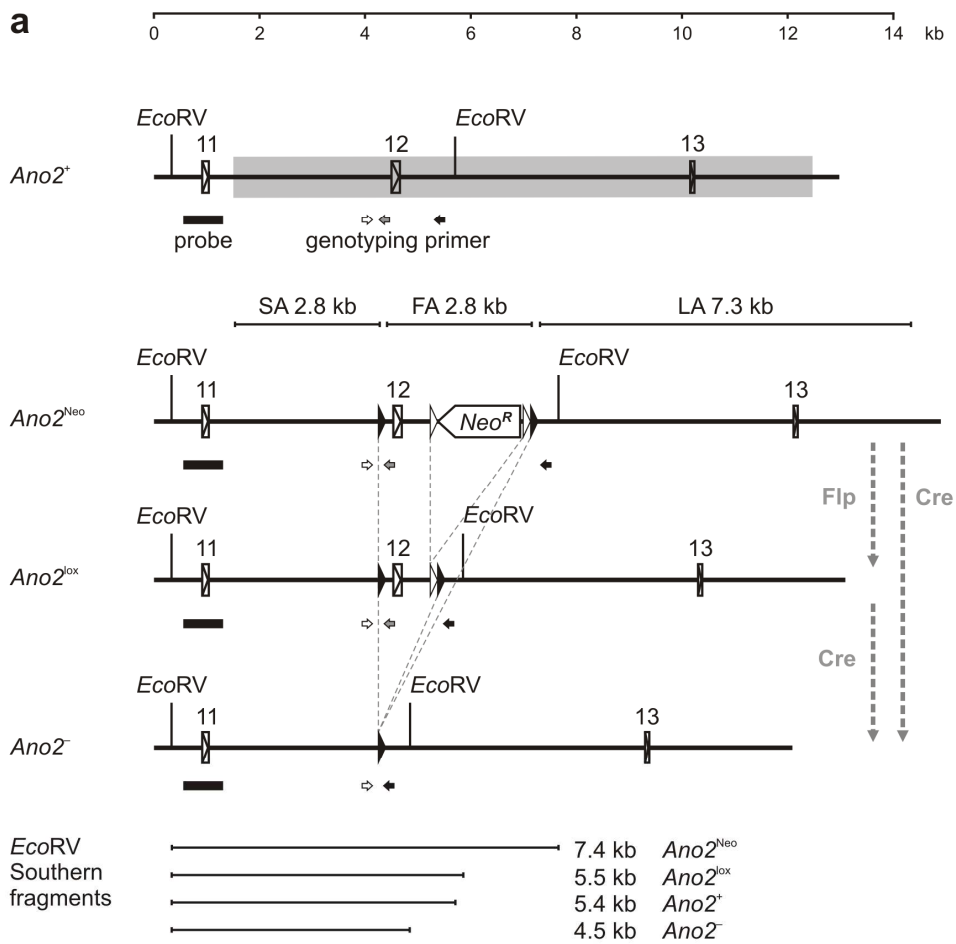 a
0 2 4 6 8 10 12 14 kb
EcoRV EcoRV
11 12 13
Ano2+
probe genotyping primer
SA 2.8 kb FA 2.8 kb LA 7.3 kb
EcoRV EcoRV
11 12 13
Ano2Neo NeoR
Flp Cre
EcoRV EcoRV
11 12 13
Ano2lox
Cre
EcoRV EcoRV
11 13
Ano2–
EcoRV 7.4 kb Ano2Neo
Southern 5.5 kb Ano2lox
fragments 5.4 kb Ano2+
4.5 kb Ano2–